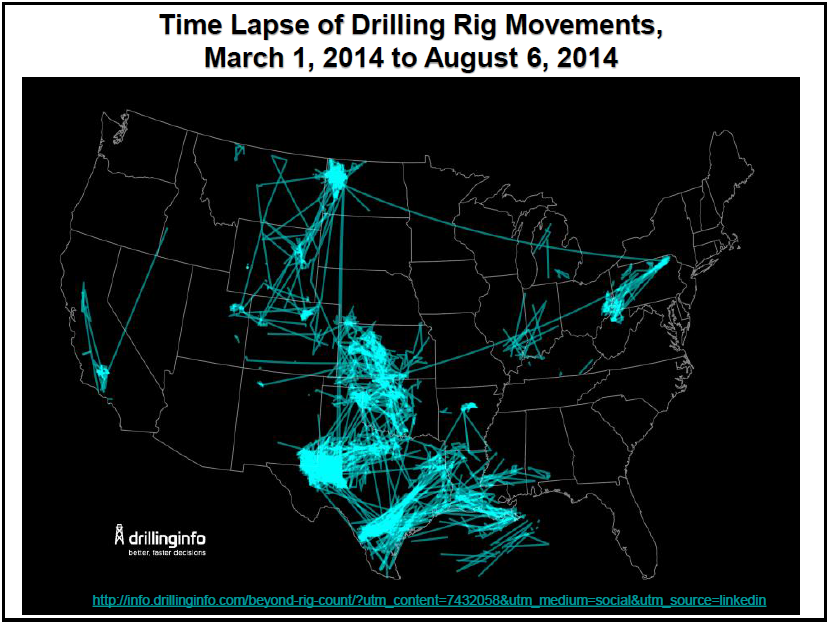 Time Lapse of Drilling Rig Movements,
March 1, 2014 to August 6, 2014
drillinginfo
better, faster decisions
http://info.drillinginfo.com/beyond-rig-count/?utm_content=7432058&utm_medium=social&utm_source=linkedin